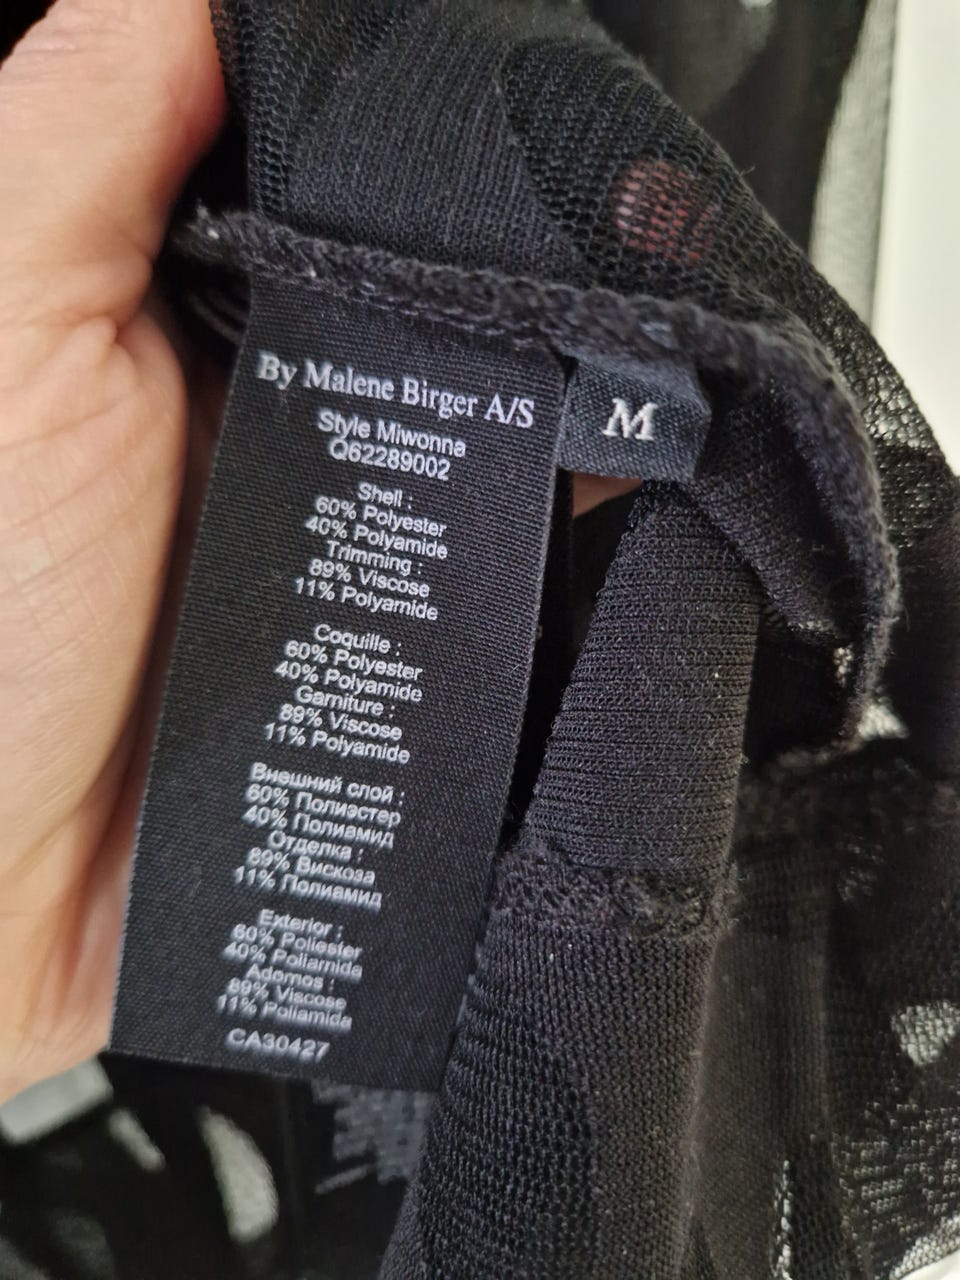 By Malene Birger A/S
M
Style Miwonna
Q62289002
Shell :
60% Polyester
40% Polyamide
Trimming :
89% Viscose
11% Polyamide
Coquille :
60% Polyester
40% Polyamide
Garniture :
89% Viscose
11% Polyamide
Внешний слой :
60% Полиэстер
40% Полиамид
Отделка :
89% Вискоза
11% Полиамид
Exterior :
60% Poliester
40% Poliamida
Adornos :
89% Viscose
11% Poliamida
CA30427